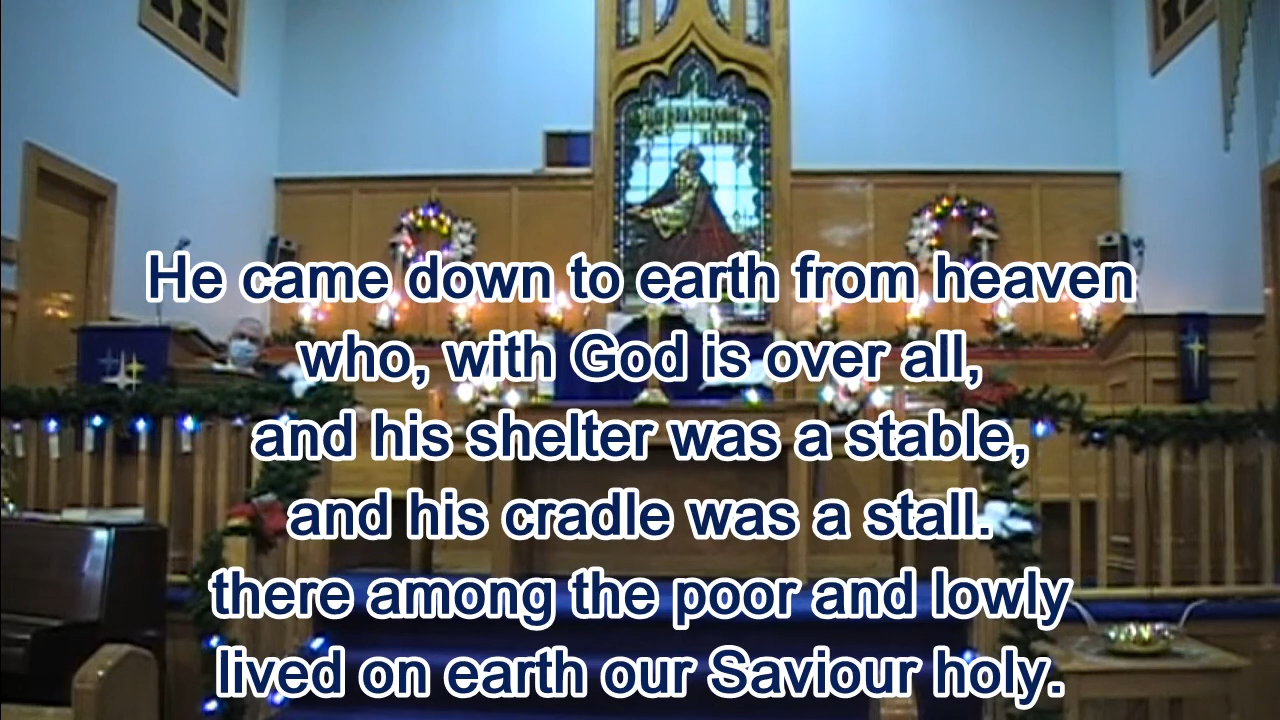 He came down to earth from heaven
who, with God is over all,
and his shelter was a stable,
and his cradle was a stall.
there among the poor and lowly
lived on earth our Saviour holy.